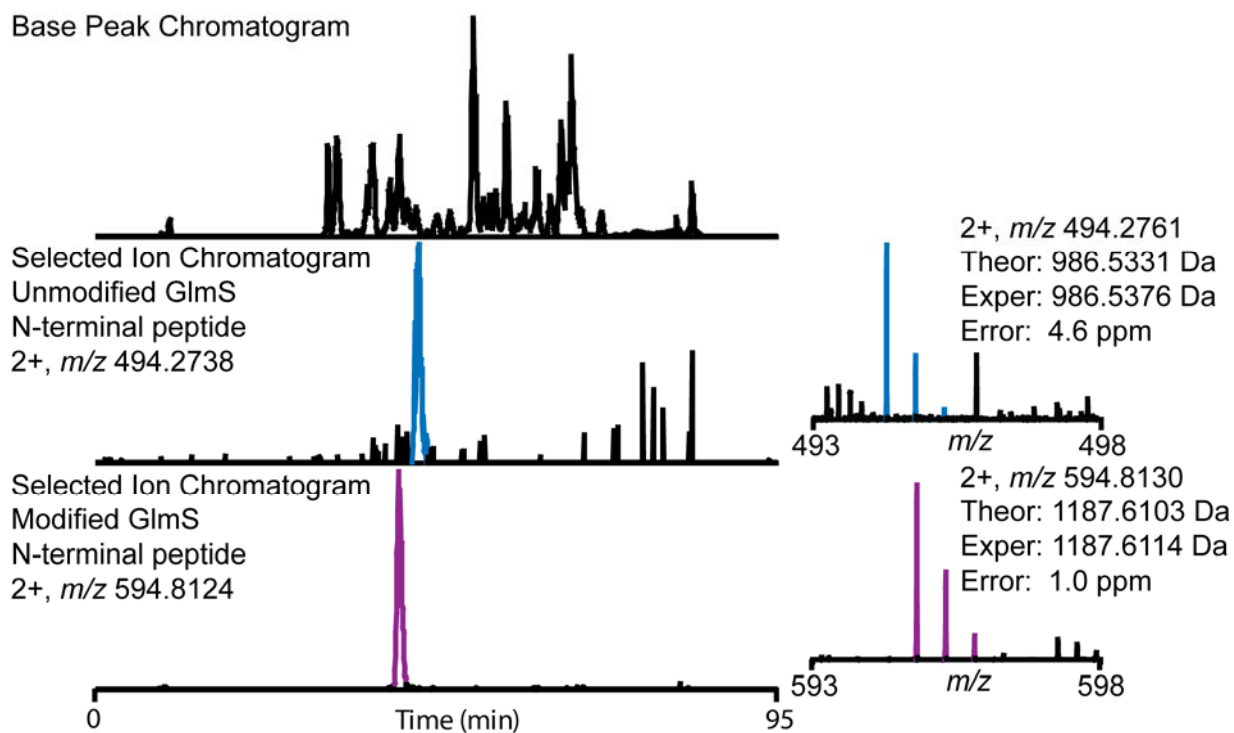 Base Peak Chromatogram
Selected Ion Chromatogram
Unmodified GlmS
N-terminal peptide
2+, m/z 494.2738
2+, m/z 494.2761
Theor: 986.5331 Da
Exper: 986.5376 Da
Error: 4.6 ppm
493 m/z 498
Selected Ion Chromatogram
Modified GlmS
N-terminal peptide
2+, m/z 594.8124
2+, m/z 594.8130
Theor: 1187.6103 Da
Exper: 1187.6114 Da
Error: 1.0 ppm
593 m/z 598
0 Time (min) 95